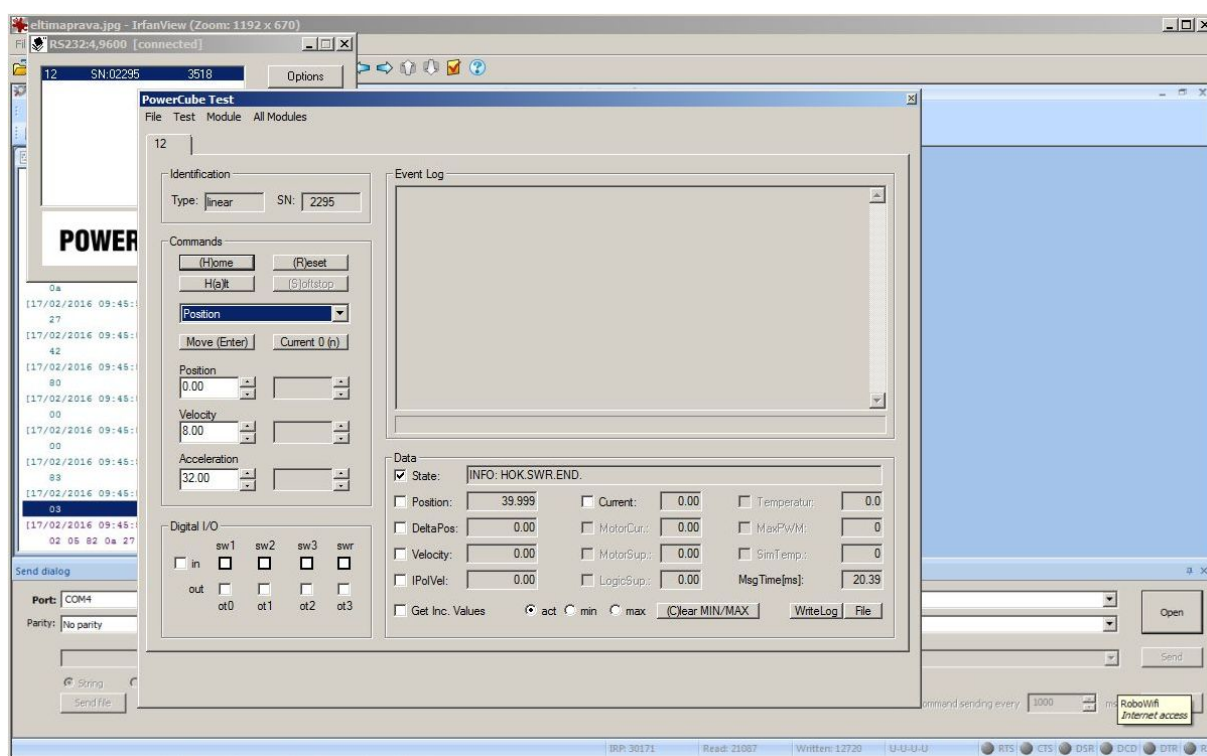 eltimaprava.jpg - IrfanView (Zoom: 1192 x 670)
RS232:4,9600 [connected]
12 SN:02295 3518
Options
POWER
PowerCube Test
File Test Module All Modules
12
Identification
Type: linear SN: 2295
Commands
(H)ome (R)eset
H(a)lt (S)oftstop
Position
Move (Enter) Current 0 (n)
Position
0.00
Velocity
8.00
Acceleration
32.00
Digital I/O
sw1 sw2 sw3 swr
in
out
ot0 ot1 ot2 ot3
Event Log
Data
State: INFO: HOK.SWR.END.
Position: 39.999 Current: 0.00 Temperatur: 0.0
DeltaPos: 0.00 MotorCur.: 0.00 MaxPWM: 0
Velocity: 0.00 MotorSup.: 0.00 SimTemp.: 0
IPolVel: 0.00 LogicSup.: 0.00 MsgTime[ms]: 20.39
Get Inc. Values act min max (C)lear MIN/MAX WriteLog File
0a
[17/02/2016 09:45:
27
[17/02/2016 09:45:
42
[17/02/2016 09:45:
80
[17/02/2016 09:45:
00
[17/02/2016 09:45:
00
[17/02/2016 09:45:
83
[17/02/2016 09:45:
03
[17/02/2016 09:45:
02 05 82 0a 27
Send dialog
Port: COM4
Open
Parity: No parity
Send
String
Send file
ommand sending every 1000 ms
RoboWifi
Internet access
IRP: 30171 Read: 21087 Written: 12720 U-U-U-U RTS CTS DSR DCD DTR R